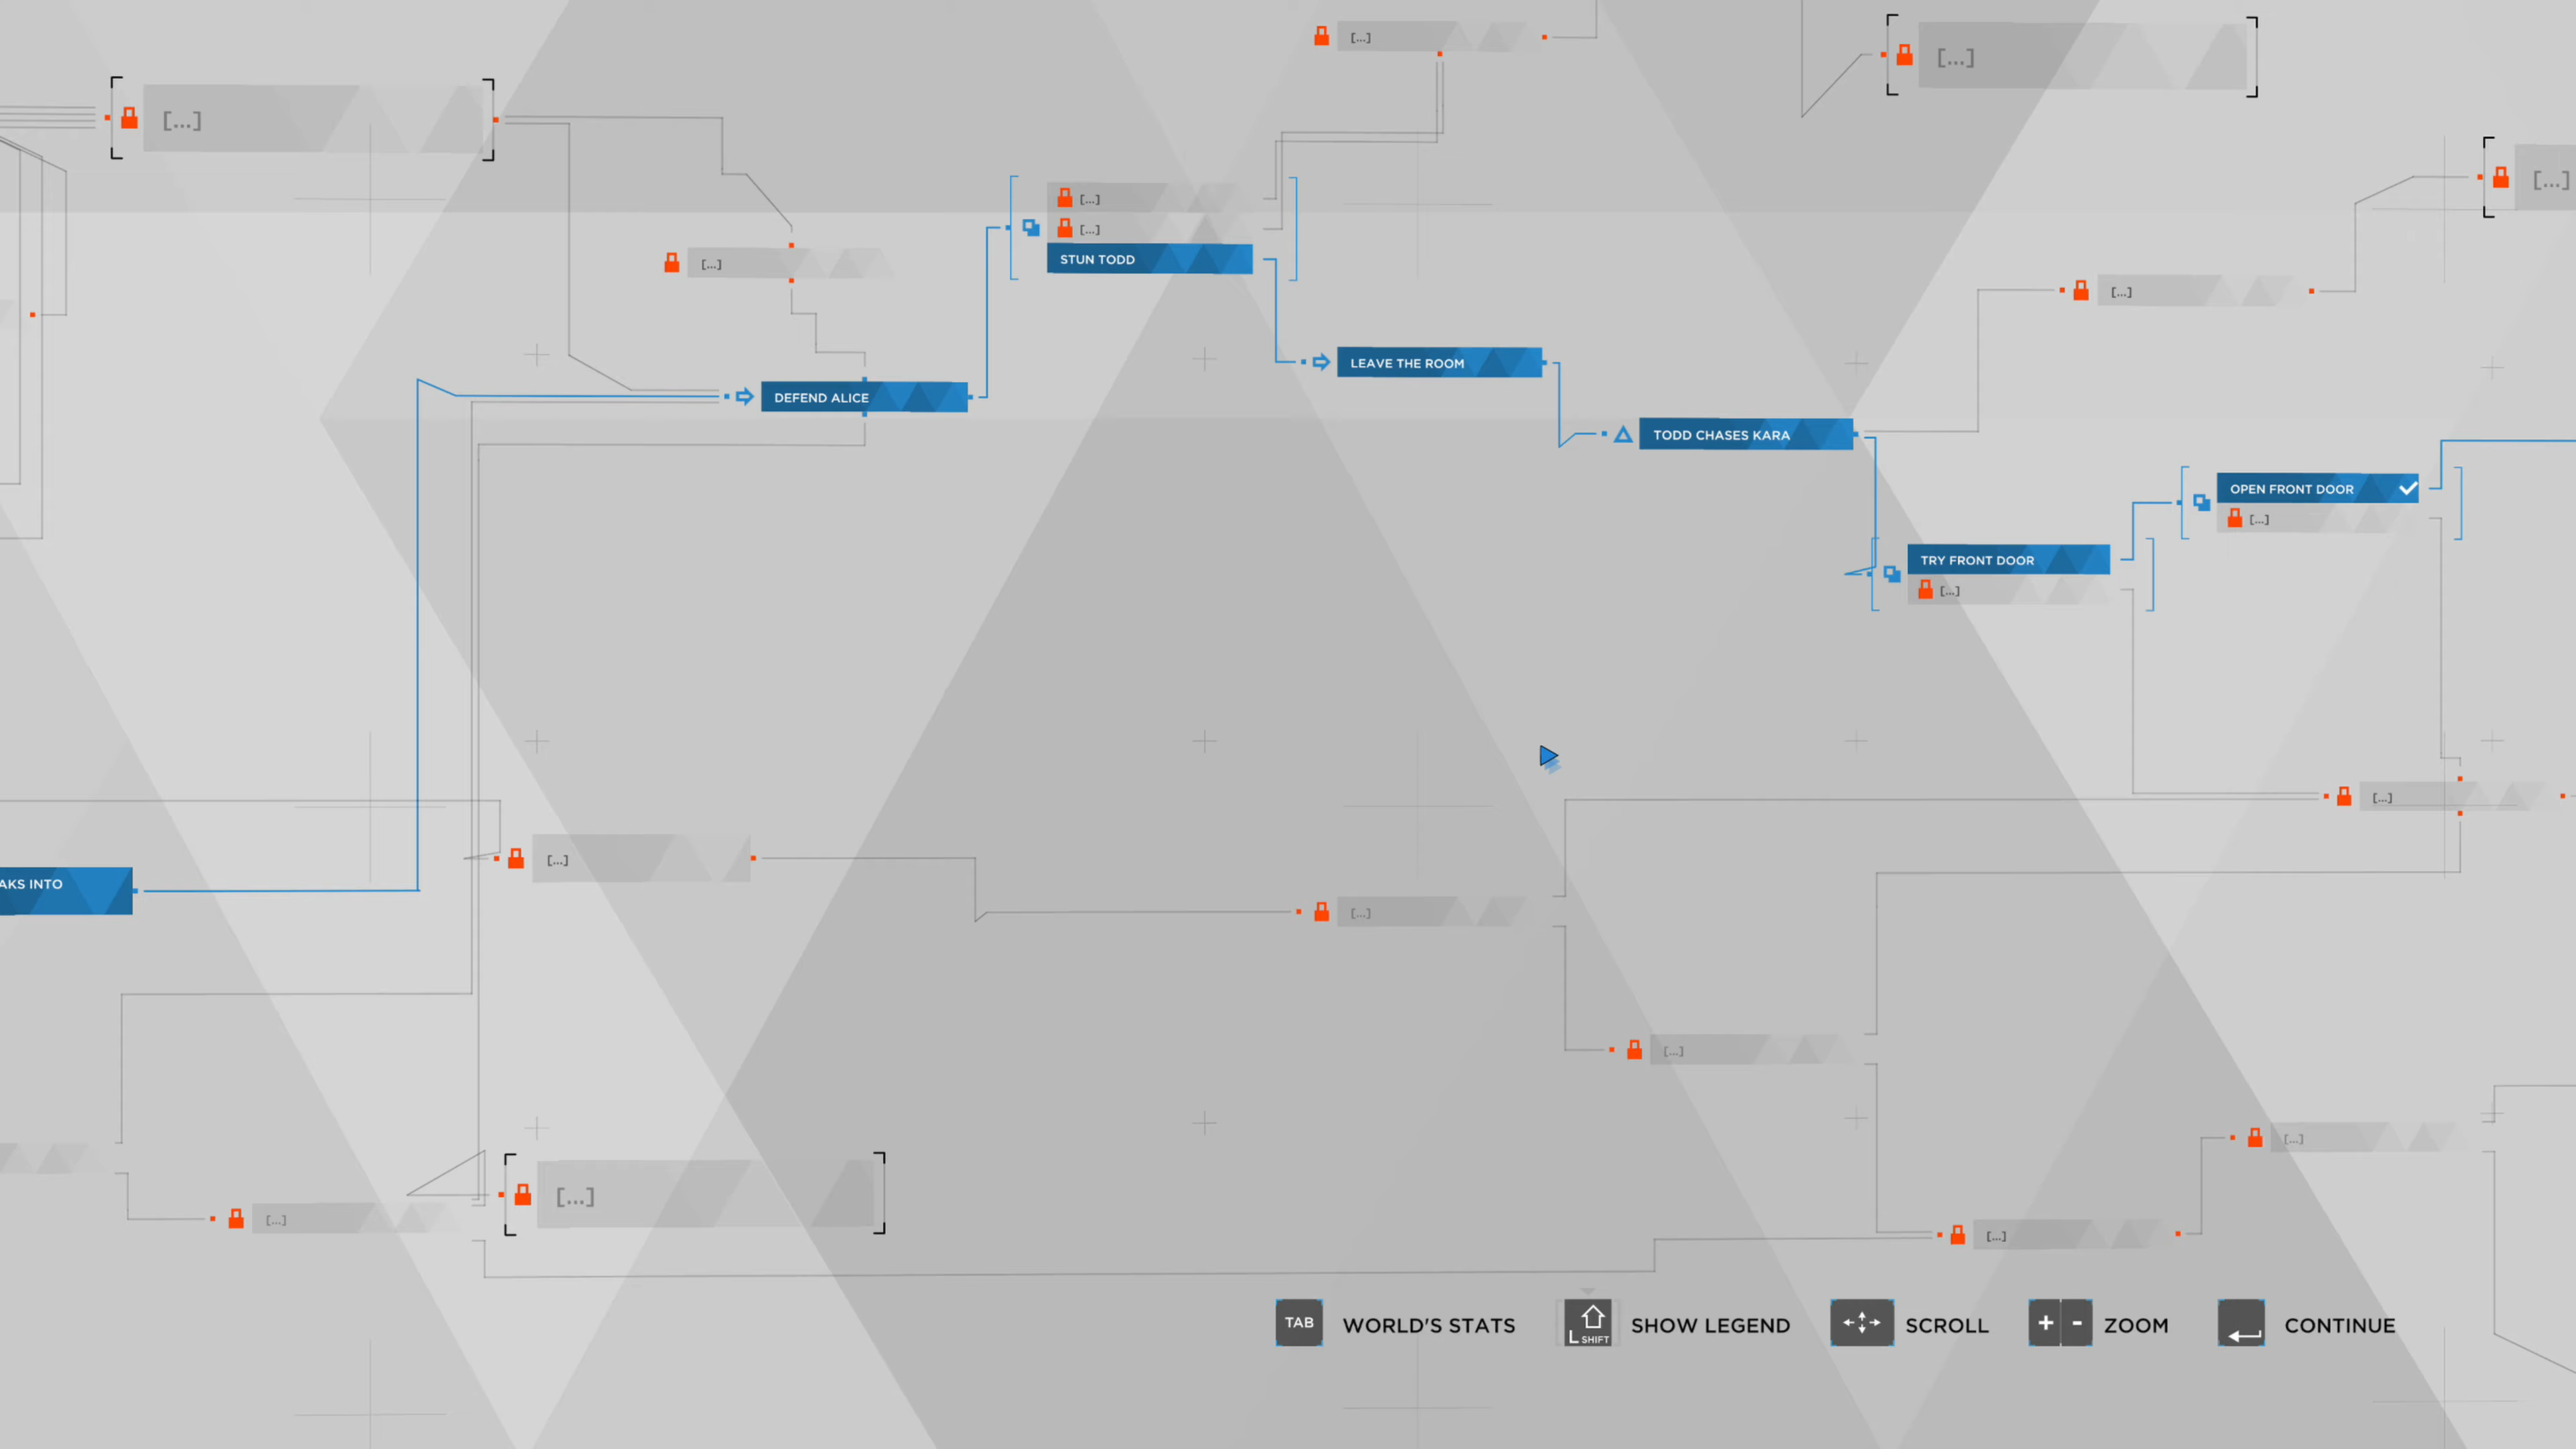 [...]
[...]
[...]
[...]
[...]
[...]
STUN TODD
[...]
[...]
LEAVE THE ROOM
DEFEND ALICE
TODD CHASES KARA
OPEN FRONT DOOR
[...]
TRY FRONT DOOR
[...]
[...]
[...]
AKS INTO
[...]
[...]
[...]
[...]
[...]
[...]
TAB WORLD'S STATS
L SHIFT SHOW LEGEND
SCROLL
+ - ZOOM
CONTINUE